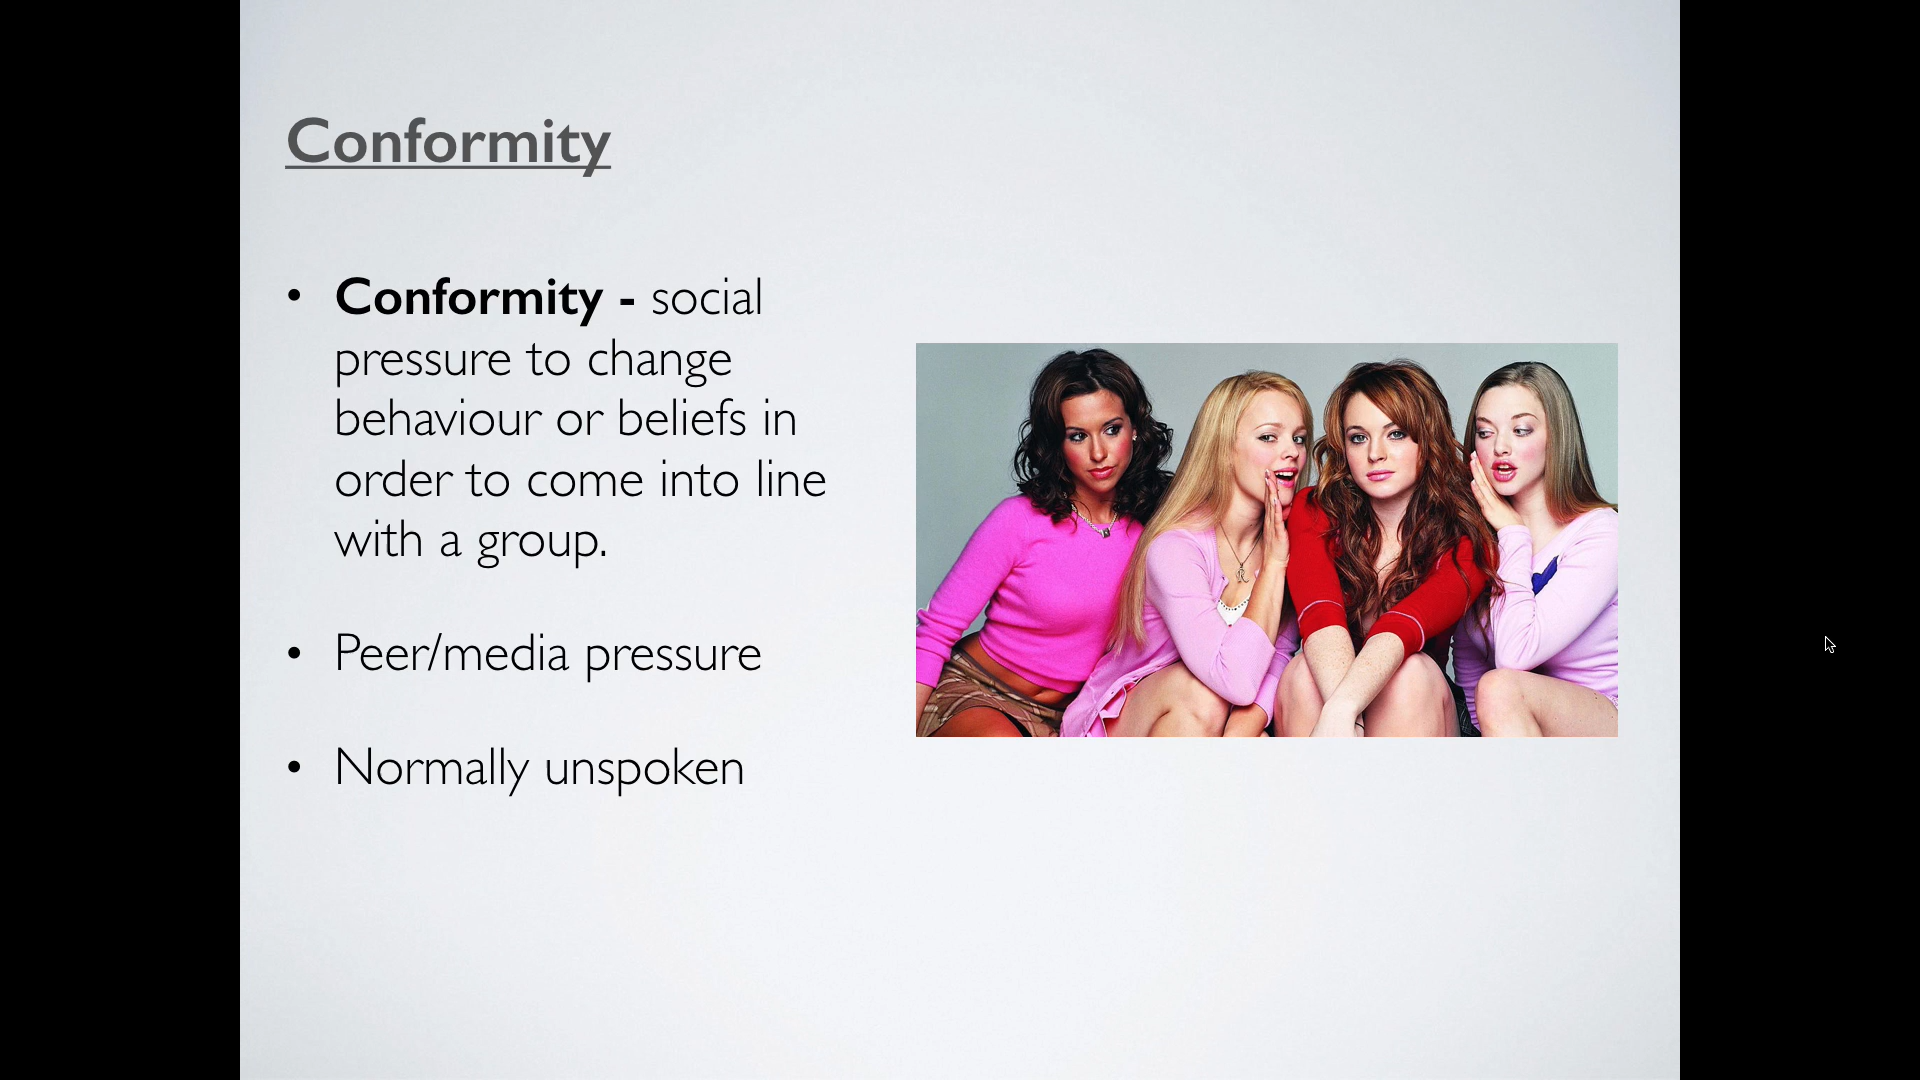 Conformity
• Conformity - social
pressure to change
behaviour or beliefs in
order to come into line
with a group.
• Peer/media pressure
• Normally unspoken